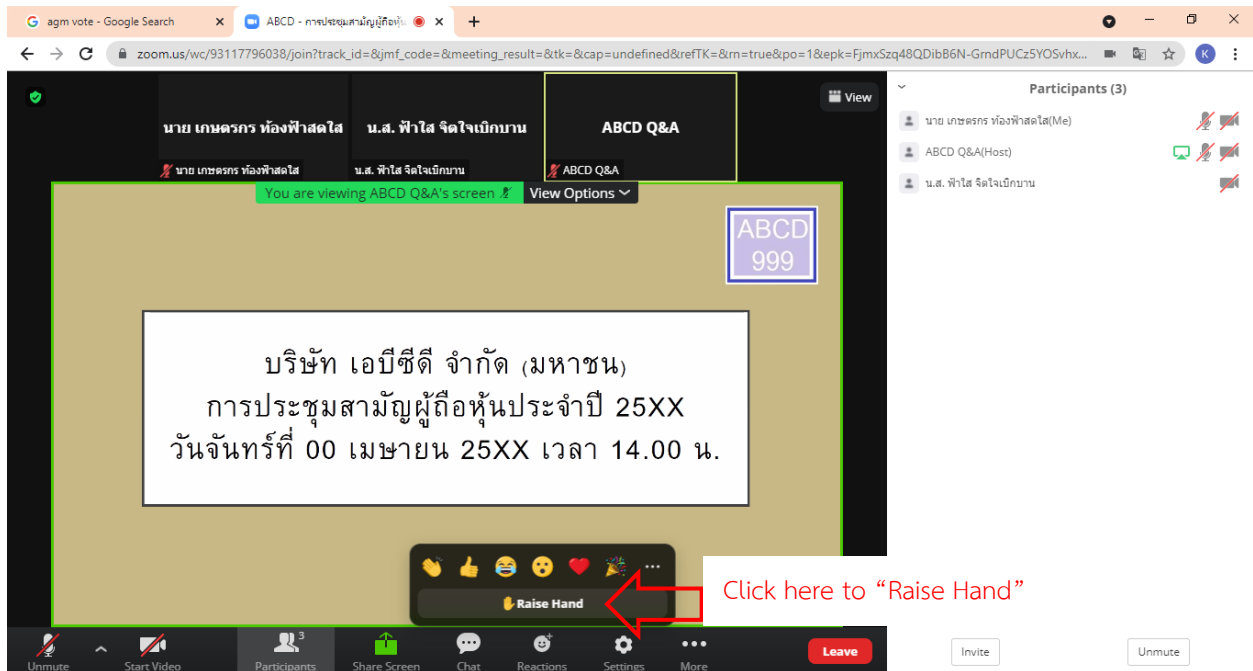 agm vote - Google Search
ABCD - การประชุมสามัญผู้ถือหุ้น
zoom.us/wc/93117796038/join?track_id=&jmf_code=&meeting_result=&tk=&cap=undefined&refTK=&rn=true&po=1&epk=FjmxSzq48QDibB6N-GrndPUCz5YOSvhx...
K
นาย เกษตรกร ท้องฟ้าสดใส
น.ส. ฟ้าใส จิตใจเบิกบาน
ABCD Q&A
View
นาย เกษตรกร ท้องฟ้าสดใส
น.ส. ฟ้าใส จิตใจเบิกบาน
ABCD Q&A
You are viewing ABCD Q&A's screen
View Options
Participants (3)
นาย เกษตรกร ท้องฟ้าสดใส(Me)
ABCD Q&A(Host)
น.ส. ฟ้าใส จิตใจเบิกบาน
ABCD
999
บริษัท เอบีซีดี จำกัด (มหาชน)
การประชุมสามัญผู้ถือหุ้นประจำปี 25XX
วันจันทร์ที่ 00 เมษายน 25XX เวลา 14.00 น.
Raise Hand
Click here to “Raise Hand”
Unmute
Start Video
Participants
3
Share Screen
Chat
Reactions
Settings
More
Leave
Invite
Unmute